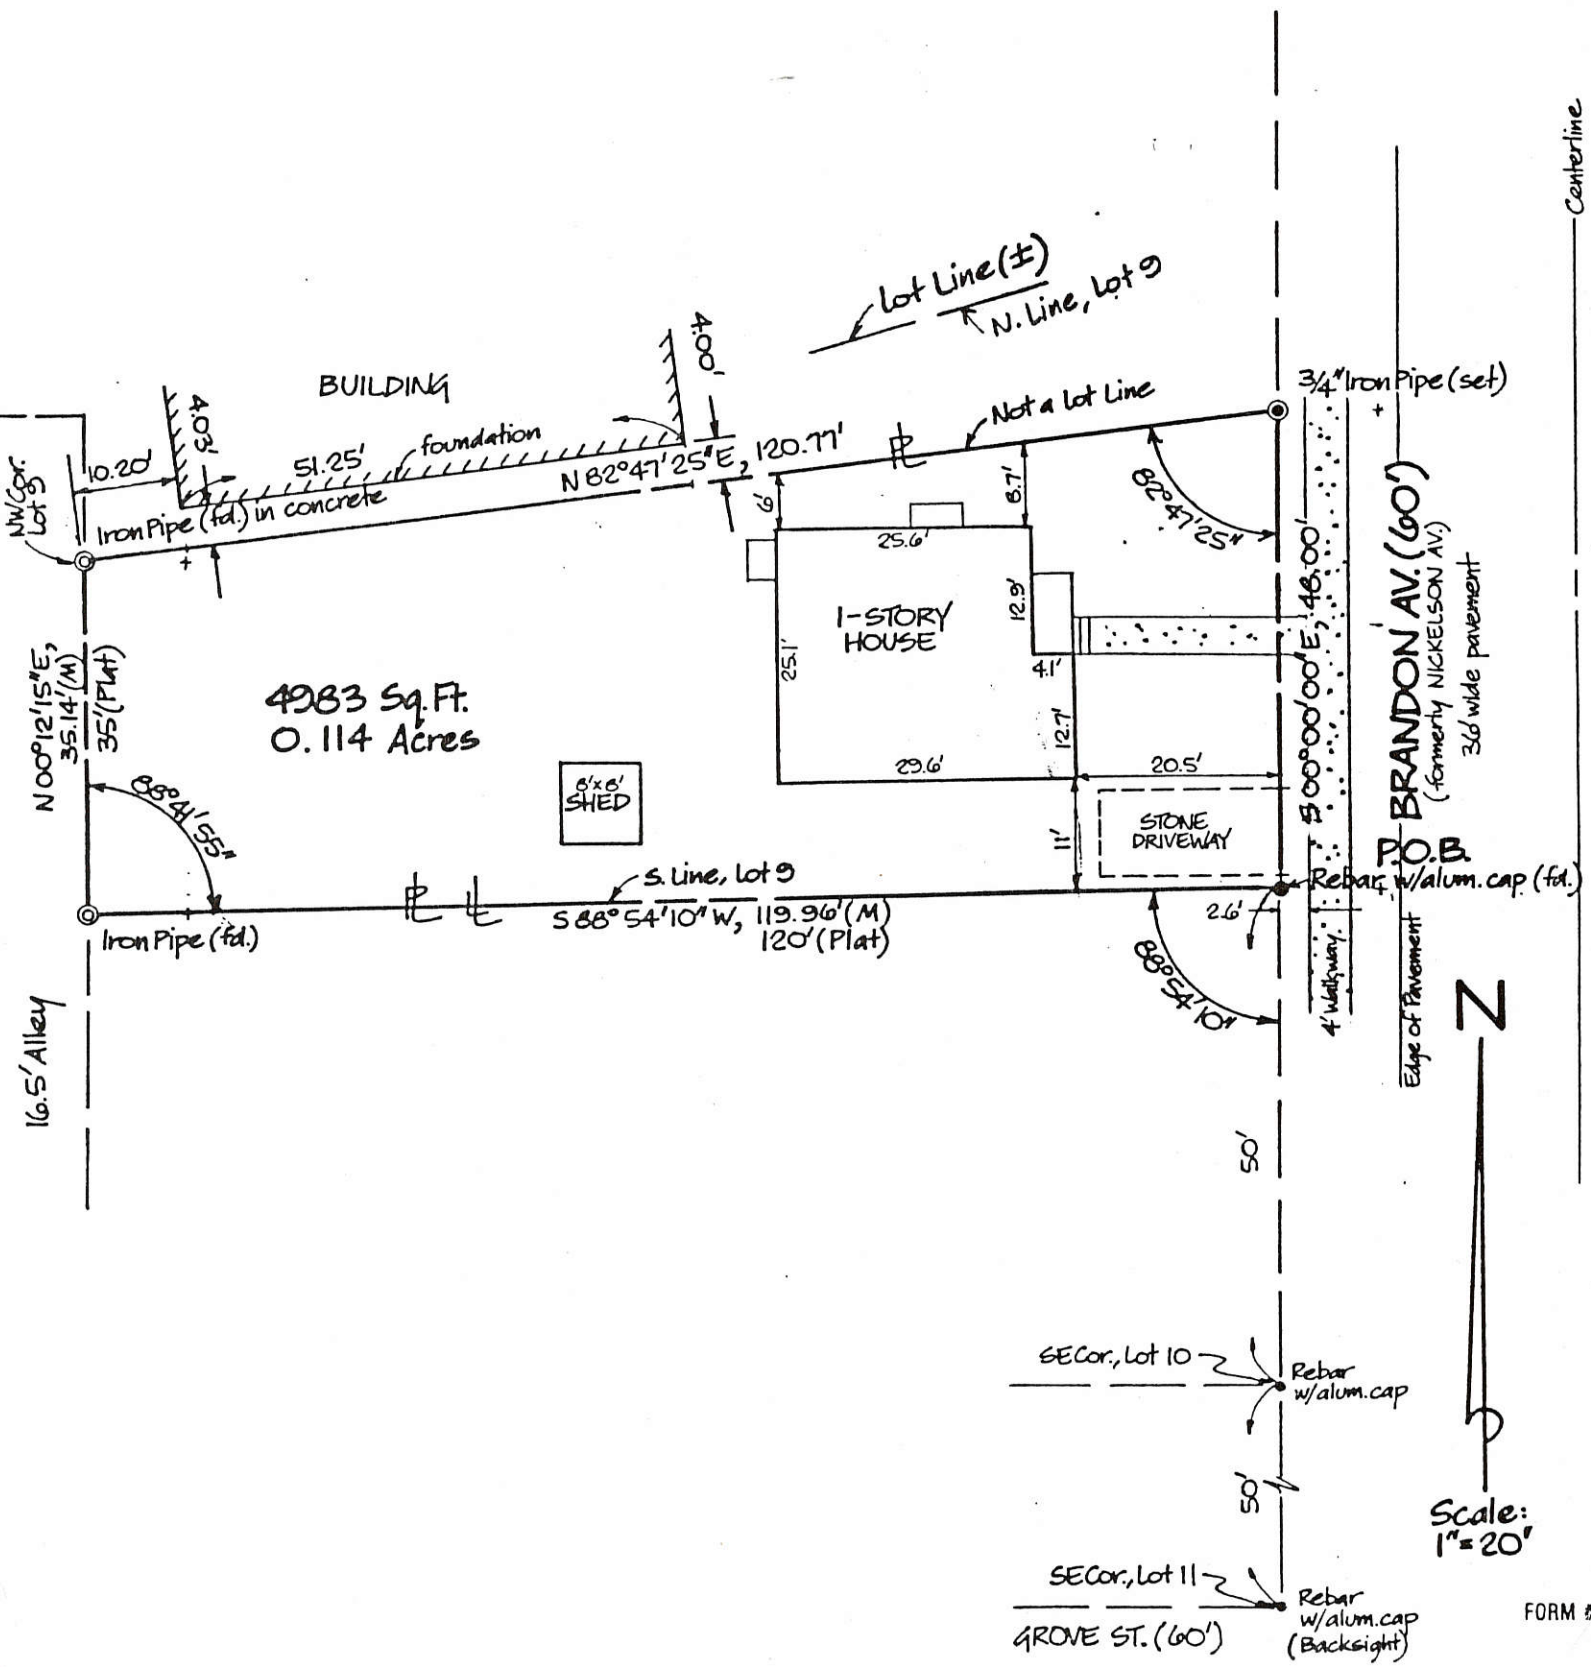 Centerline
Lot Line (±)
N. Line, Lot 9
4.00'
BUILDING
3/4" Iron Pipe (set)
Not a Lot Line
4.03'
foundation
51.25'
10.20'
N 82°47'25" E, 120.77'
NW Cor.
Lot 9
Iron Pipe (fd.) in concrete
6'
8.7'
82°47'25"
25.6'
1-STORY
HOUSE
12.9'
25.1'
4.1'
12.7'
29.6'
20.5'
S 00°00'00" E, 48.00'
BRANDON AV. (60')
(formerly NICKELSON AV.)
36' wide pavement
N 00°12'15" E,
35.14' (M)
35' (Plat)
4983 Sq. Ft.
0.114 Acres
88°41'55"
8'x8'
SHED
STONE
DRIVEWAY
11'
P.O.B.
Rebar w/alum. cap (fd.)
S. Line, Lot 9
PL
LL
PL
S 88°54'10" W, 119.96' (M)
120' (Plat)
2.6'
Iron Pipe (fd.)
88°54'10"
4' Walkway
Edge of Pavement
N
16.5' Alley
50'
SE Cor., Lot 10
Rebar
w/alum. cap
50'
Scale:
1" = 20'
SE Cor., Lot 11
Rebar
w/alum. cap
(Backsight)
GROVE ST. (60')
FORM